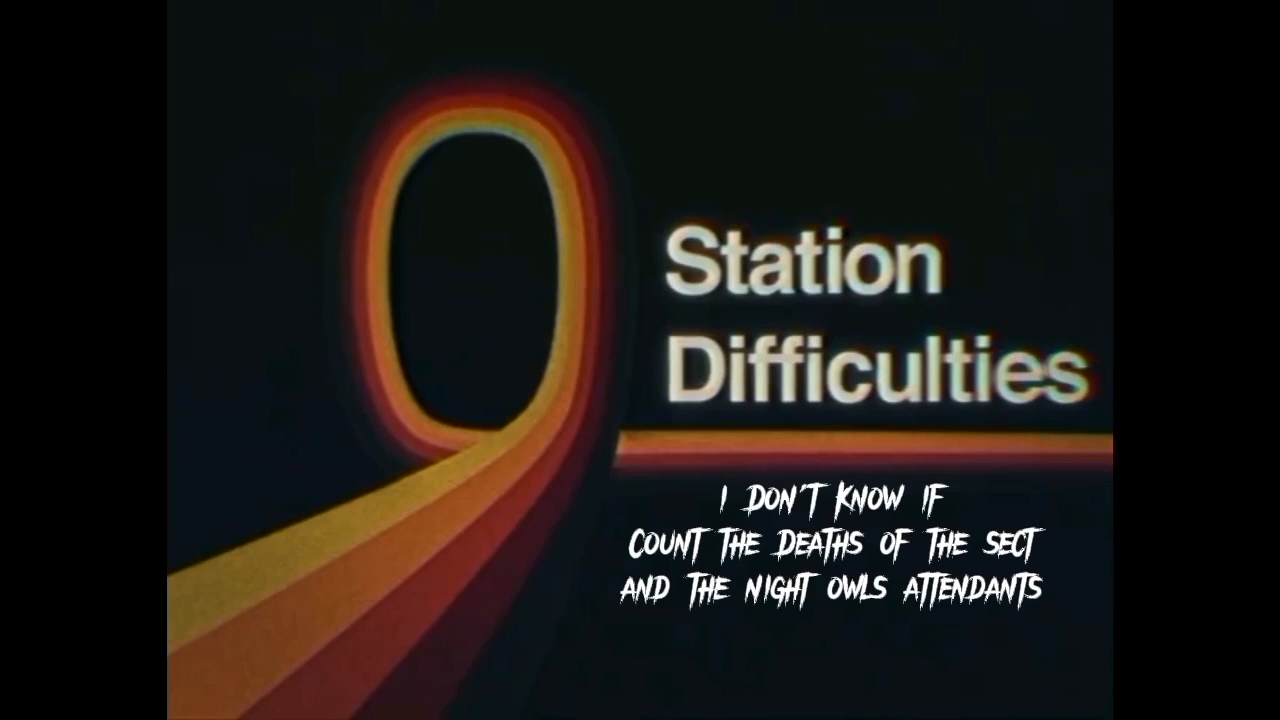 Station
Difficulties
I DON'T KNOW IF
COUNT THE DEATHS OF THE SECT
AND THE NIGHT OWLS ATTENDANTS